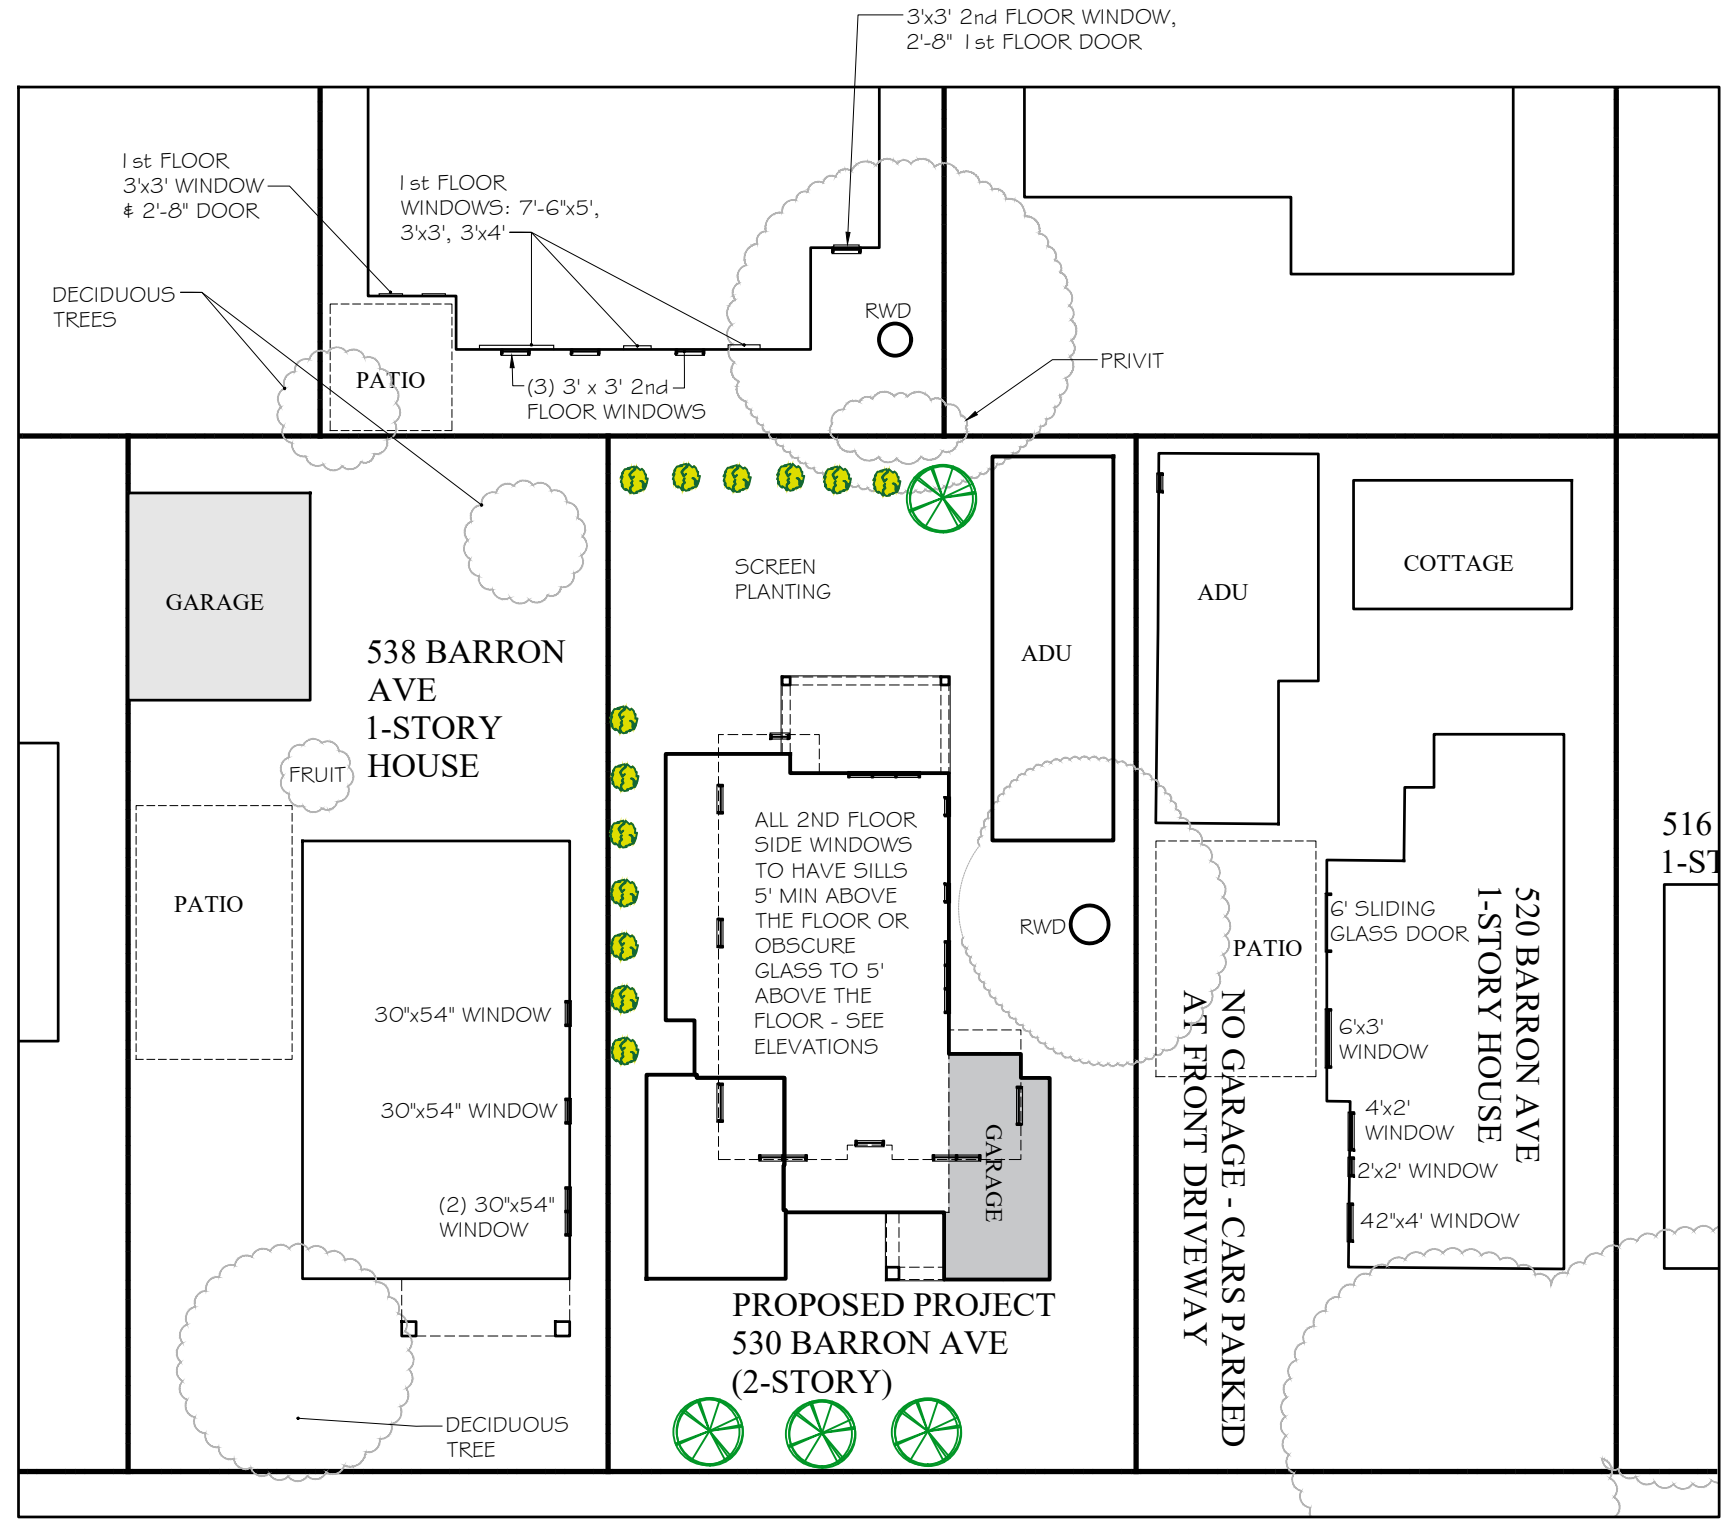 3'x3' 2nd FLOOR WINDOW,
2'-8" 1st FLOOR DOOR
1st FLOOR
3'x3' WINDOW
& 2'-8" DOOR
1st FLOOR
WINDOWS: 7'-6"x5',
3'x3', 3'x4'
DECIDUOUS
TREES
RWD
PRIVIT
PATIO
(3) 3' x 3' 2nd
FLOOR WINDOWS
GARAGE
SCREEN
PLANTING
ADU
ADU
COTTAGE
538 BARRON
AVE
1-STORY
HOUSE
FRUIT
PATIO
30"x54" WINDOW
30"x54" WINDOW
(2) 30"x54"
WINDOW
DECIDUOUS
TREE
ALL 2ND FLOOR
SIDE WINDOWS
TO HAVE SILLS
5' MIN ABOVE
THE FLOOR OR
OBSCURE
GLASS TO 5'
ABOVE THE
FLOOR - SEE
ELEVATIONS
GARAGE
PROPOSED PROJECT
530 BARRON AVE
(2-STORY)
RWD
PATIO
NO GARAGE - CARS PARKED
AT FRONT DRIVEWAY
6' SLIDING
GLASS DOOR
6'x3'
WINDOW
4'x2'
WINDOW
2'x2' WINDOW
42"x4' WINDOW
520 BARRON AVE
1-STORY HOUSE
516
1-ST